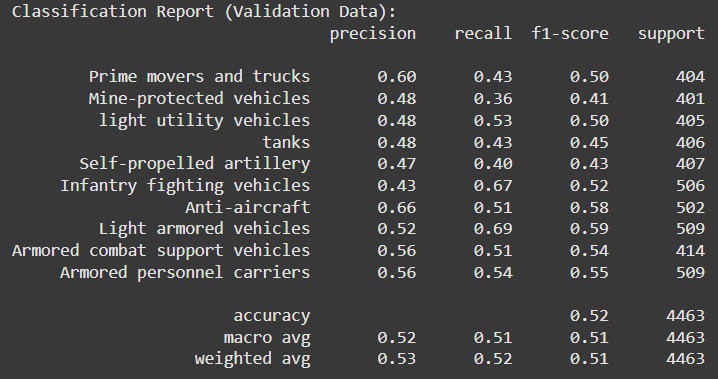 Classification Report (Validation Data):
precision recall f1-score support
Prime movers and trucks 0.60 0.43 0.50 404
Mine-protected vehicles 0.48 0.36 0.41 401
light utility vehicles 0.48 0.53 0.50 405
tanks 0.48 0.43 0.45 406
Self-propelled artillery 0.47 0.40 0.43 407
Infantry fighting vehicles 0.43 0.67 0.52 506
Anti-aircraft 0.66 0.51 0.58 502
Light armored vehicles 0.52 0.69 0.59 509
Armored combat support vehicles 0.56 0.51 0.54 414
Armored personnel carriers 0.56 0.54 0.55 509
accuracy 0.52 4463
macro avg 0.52 0.51 0.51 4463
weighted avg 0.53 0.52 0.51 4463